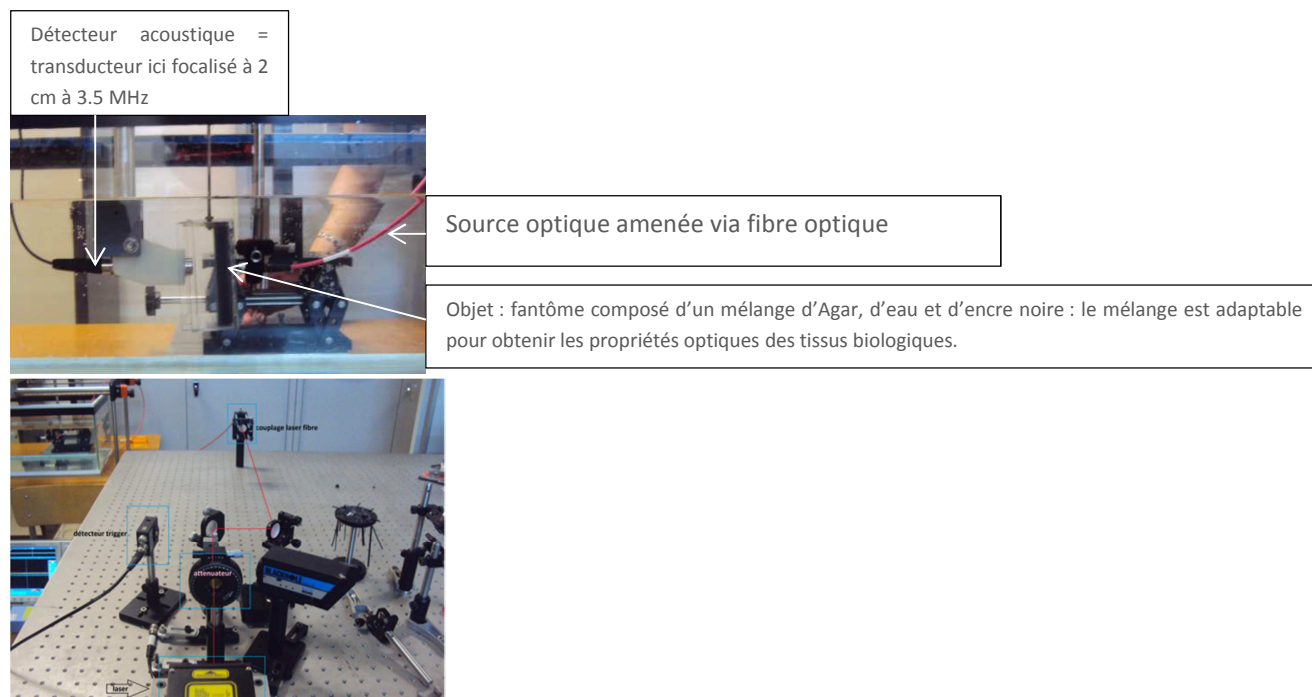 Détecteur acoustique =
transducteur ici focalisé à 2
cm à 3.5 MHz
Source optique amenée via fibre optique
Objet : fantôme composé d'un mélange d'Agar, d'eau et d'encre noire : le mélange est adaptable
pour obtenir les propriétés optiques des tissus biologiques.
couplage laser fibre
détecteur trigger
attenuateur
laser